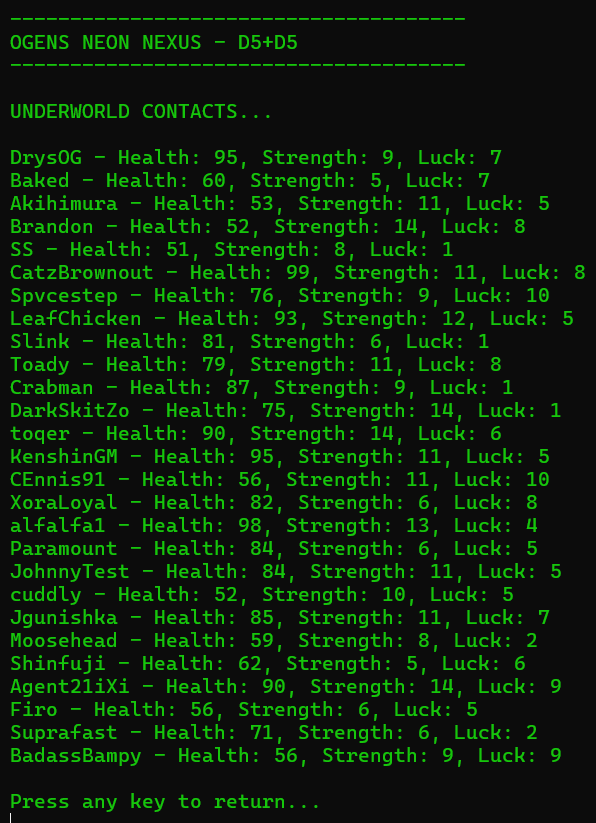 --------------------------------------
OGENS NEON NEXUS - D5+D5
--------------------------------------
UNDERWORLD CONTACTS...
DrysOG - Health: 95, Strength: 9, Luck: 7
Baked - Health: 60, Strength: 5, Luck: 7
Akihimura - Health: 53, Strength: 11, Luck: 5
Brandon - Health: 52, Strength: 14, Luck: 8
SS - Health: 51, Strength: 8, Luck: 1
CatzBrownout - Health: 99, Strength: 11, Luck: 8
Spvcestep - Health: 76, Strength: 9, Luck: 10
LeafChicken - Health: 93, Strength: 12, Luck: 5
Slink - Health: 81, Strength: 6, Luck: 1
Toady - Health: 79, Strength: 11, Luck: 8
Crabman - Health: 87, Strength: 9, Luck: 1
DarkSkitZo - Health: 75, Strength: 14, Luck: 1
toqer - Health: 90, Strength: 14, Luck: 6
KenshinGM - Health: 95, Strength: 11, Luck: 5
CEnnis91 - Health: 56, Strength: 11, Luck: 10
XoraLoyal - Health: 82, Strength: 6, Luck: 8
alfalfa1 - Health: 98, Strength: 13, Luck: 4
Paramount - Health: 84, Strength: 6, Luck: 5
JohnnyTest - Health: 84, Strength: 11, Luck: 5
cuddly - Health: 52, Strength: 10, Luck: 5
Jgunishka - Health: 85, Strength: 11, Luck: 7
Moosehead - Health: 59, Strength: 8, Luck: 2
Shinfuji - Health: 62, Strength: 5, Luck: 6
Agent21iXi - Health: 90, Strength: 14, Luck: 9
Firo - Health: 56, Strength: 6, Luck: 5
Suprafast - Health: 71, Strength: 6, Luck: 2
BadassBampy - Health: 56, Strength: 9, Luck: 9
Press any key to return...